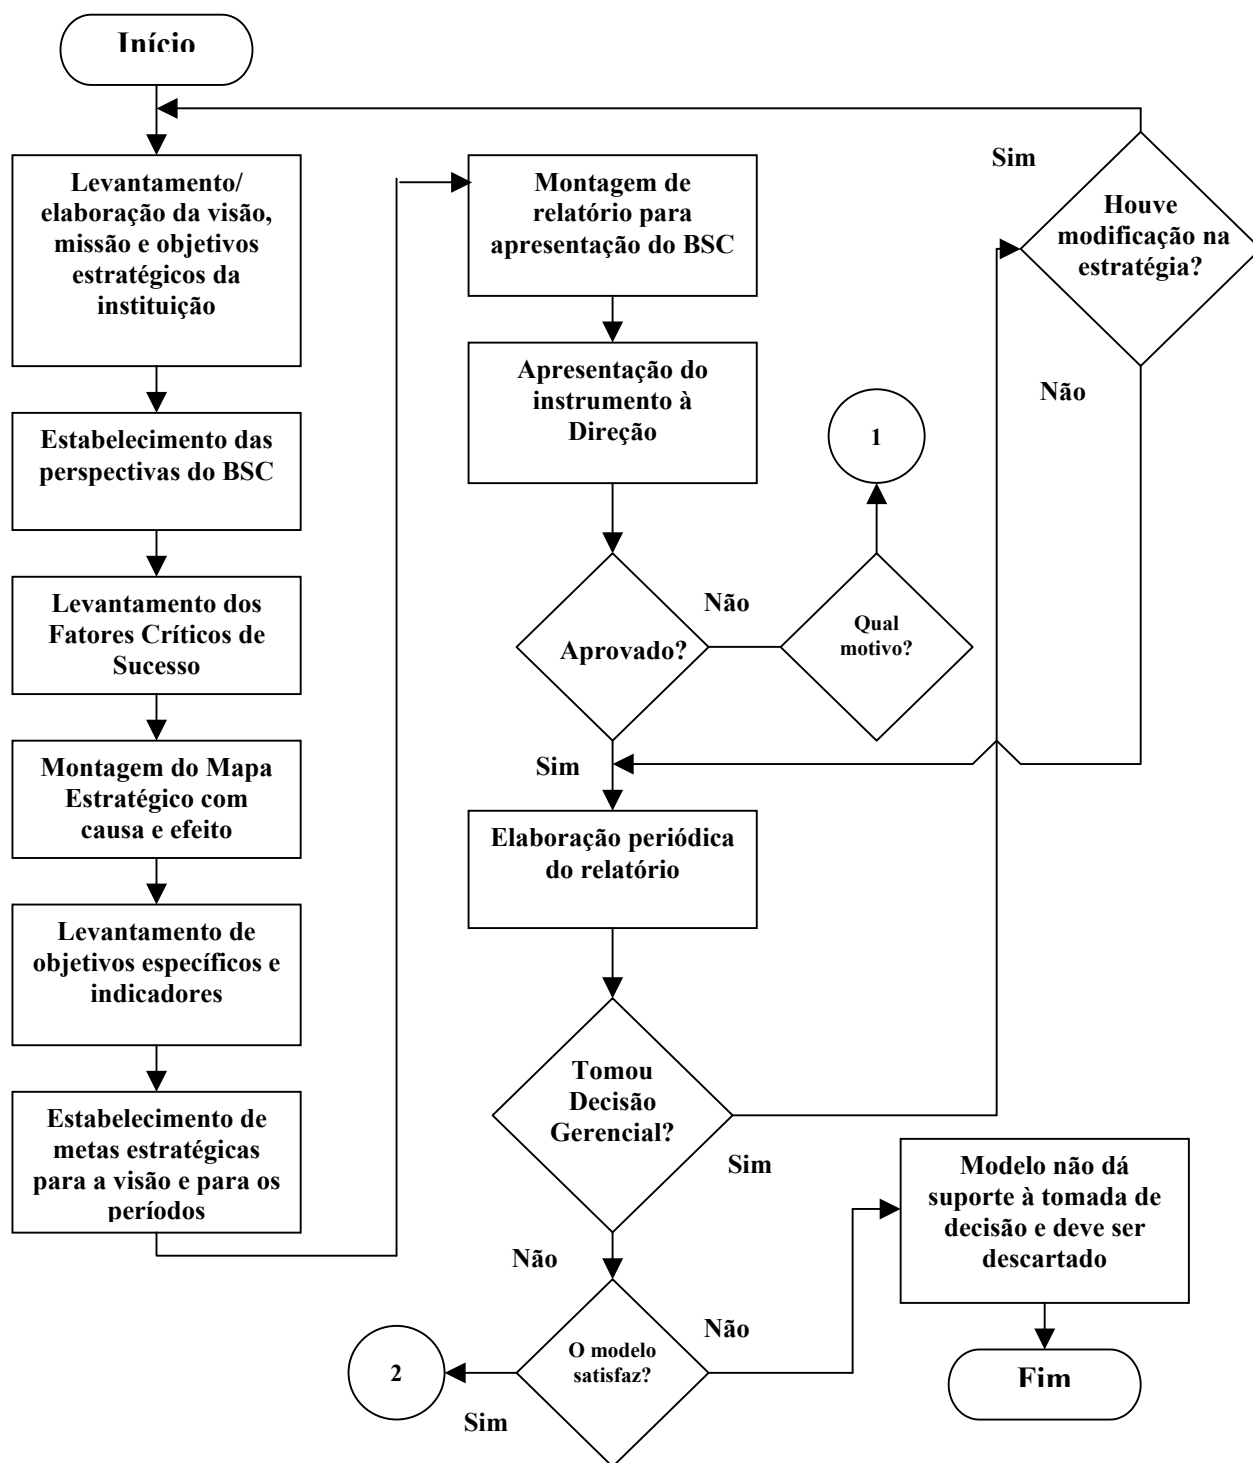 Início
Levantamento/
elaboração da visão,
missão e objetivos
estratégicos da
instituição
Estabelecimento das
perspectivas do BSC
Levantamento dos
Fatores Críticos de
Sucesso
Montagem do Mapa
Estratégico com
causa e efeito
Levantamento de
objetivos específicos e
indicadores
Estabelecimento de
metas estratégicas
para a visão e para os
períodos
Montagem de
relatório para
apresentação do BSC
Apresentação do
instrumento à
Direção
Aprovado?
Não
Qual
motivo?
1
Sim
Elaboração periódica
do relatório
Tomou
Decisão
Gerencial?
Sim
Não
O modelo
satisfaz?
Sim
2
Não
Modelo não dá
suporte à tomada de
decisão e deve ser
descartado
Fim
Houve
modificação na
estratégia?
Sim
Não